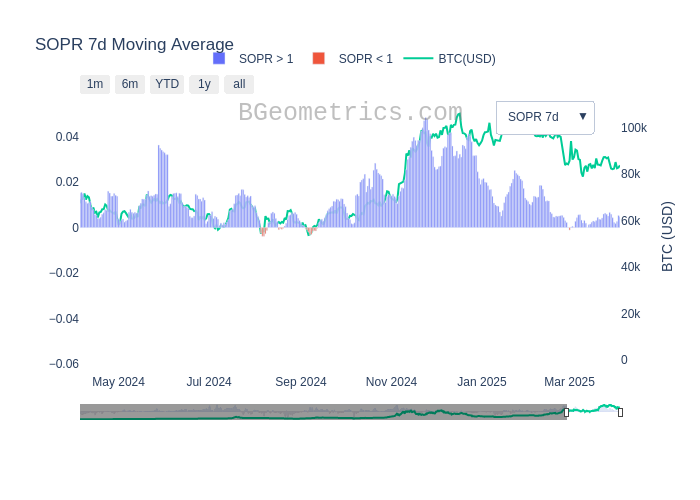 SOPR 7d Moving Average
SOPR > 1
SOPR < 1
BTC(USD)
1m
6m
YTD
1y
all
BGeometrics.com
SOPR 7d
▼
0.04
0.02
0
−0.02
−0.04
−0.06
100k
80k
60k
40k
20k
0
BTC (USD)
May 2024
Jul 2024
Sep 2024
Nov 2024
Jan 2025
Mar 2025